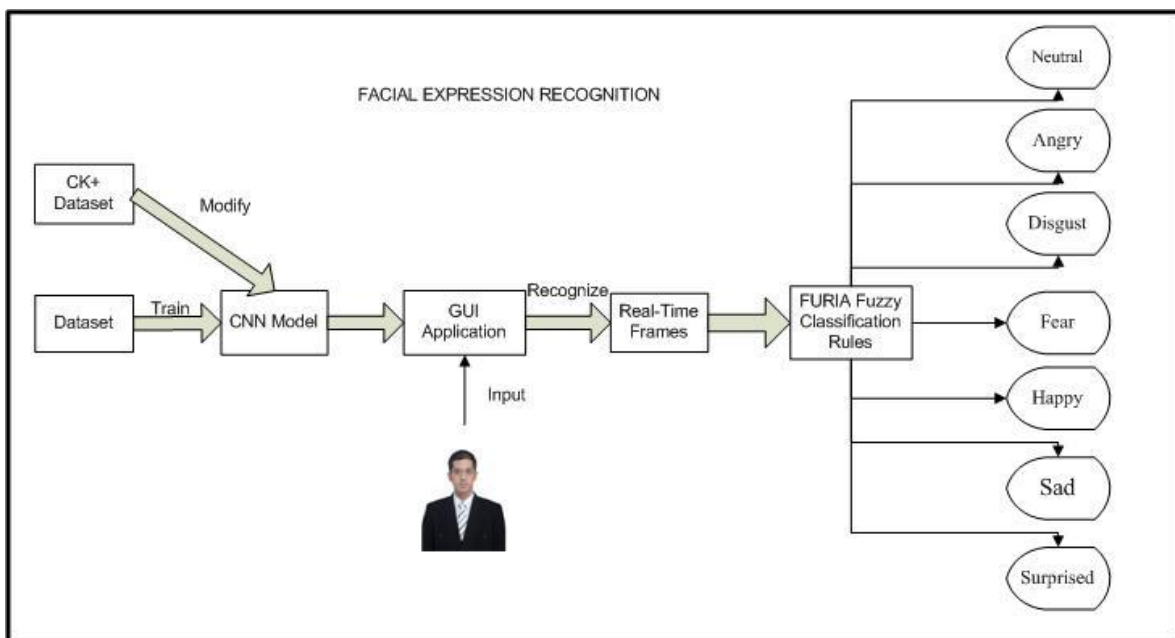 FACIAL EXPRESSION RECOGNITION
CK+
Dataset
Modify
Dataset
Train
CNN Model
GUI
Application
Recognize
Real-Time
Frames
FURIA Fuzzy
Classification
Rules
Input
Neutral
Angry
Disgust
Fear
Happy
Sad
Surprised